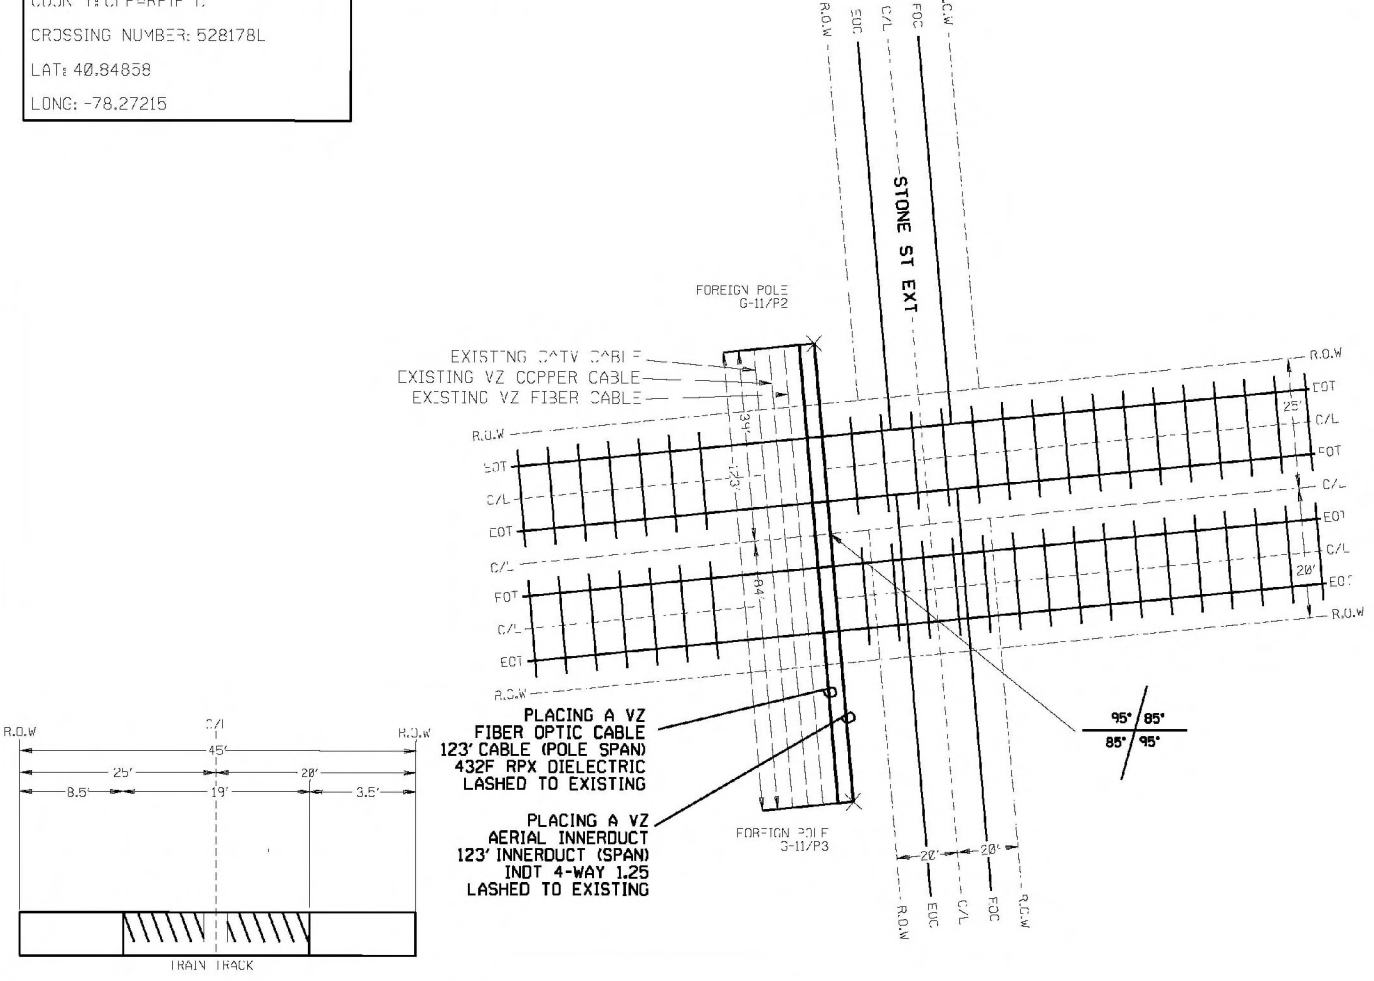 CROSSING NUMBER: 528178L
LAT: 40.84858
LONG: -78.27215
R.O.W
EOC
C/L
R.O.W
STONE ST EXT
FOREIGN POLE
G-11/P2
EXISTING CATV CABLE
EXISTING VZ COPPER CABLE
EXISTING VZ FIBER CABLE
R.O.W
EOT
C/L
EOT
C/L
EOT
C/L
EOT
R.O.W
R.O.W
EOT
C/L
EOT
C/L
EOT
C/L
R.O.W
25'
20'
39'
123'
84'
PLACING A VZ
FIBER OPTIC CABLE
123' CABLE (POLE SPAN)
432F RPX DIELECTRIC
LASHED TO EXISTING
PLACING A VZ
AERIAL INNERDUCT
123' INNERDUCT (SPAN)
INDT 4-WAY 1.25
LASHED TO EXISTING
FOREIGN POLE
G-11/P3
95° 85°
85° 95°
20'
20'
R.O.W
EOC
C/L
EOC
R.O.W
R.O.W
C/L
R.O.W
45'
25'
20'
8.5'
19'
3.5'
TRAIN TRACK